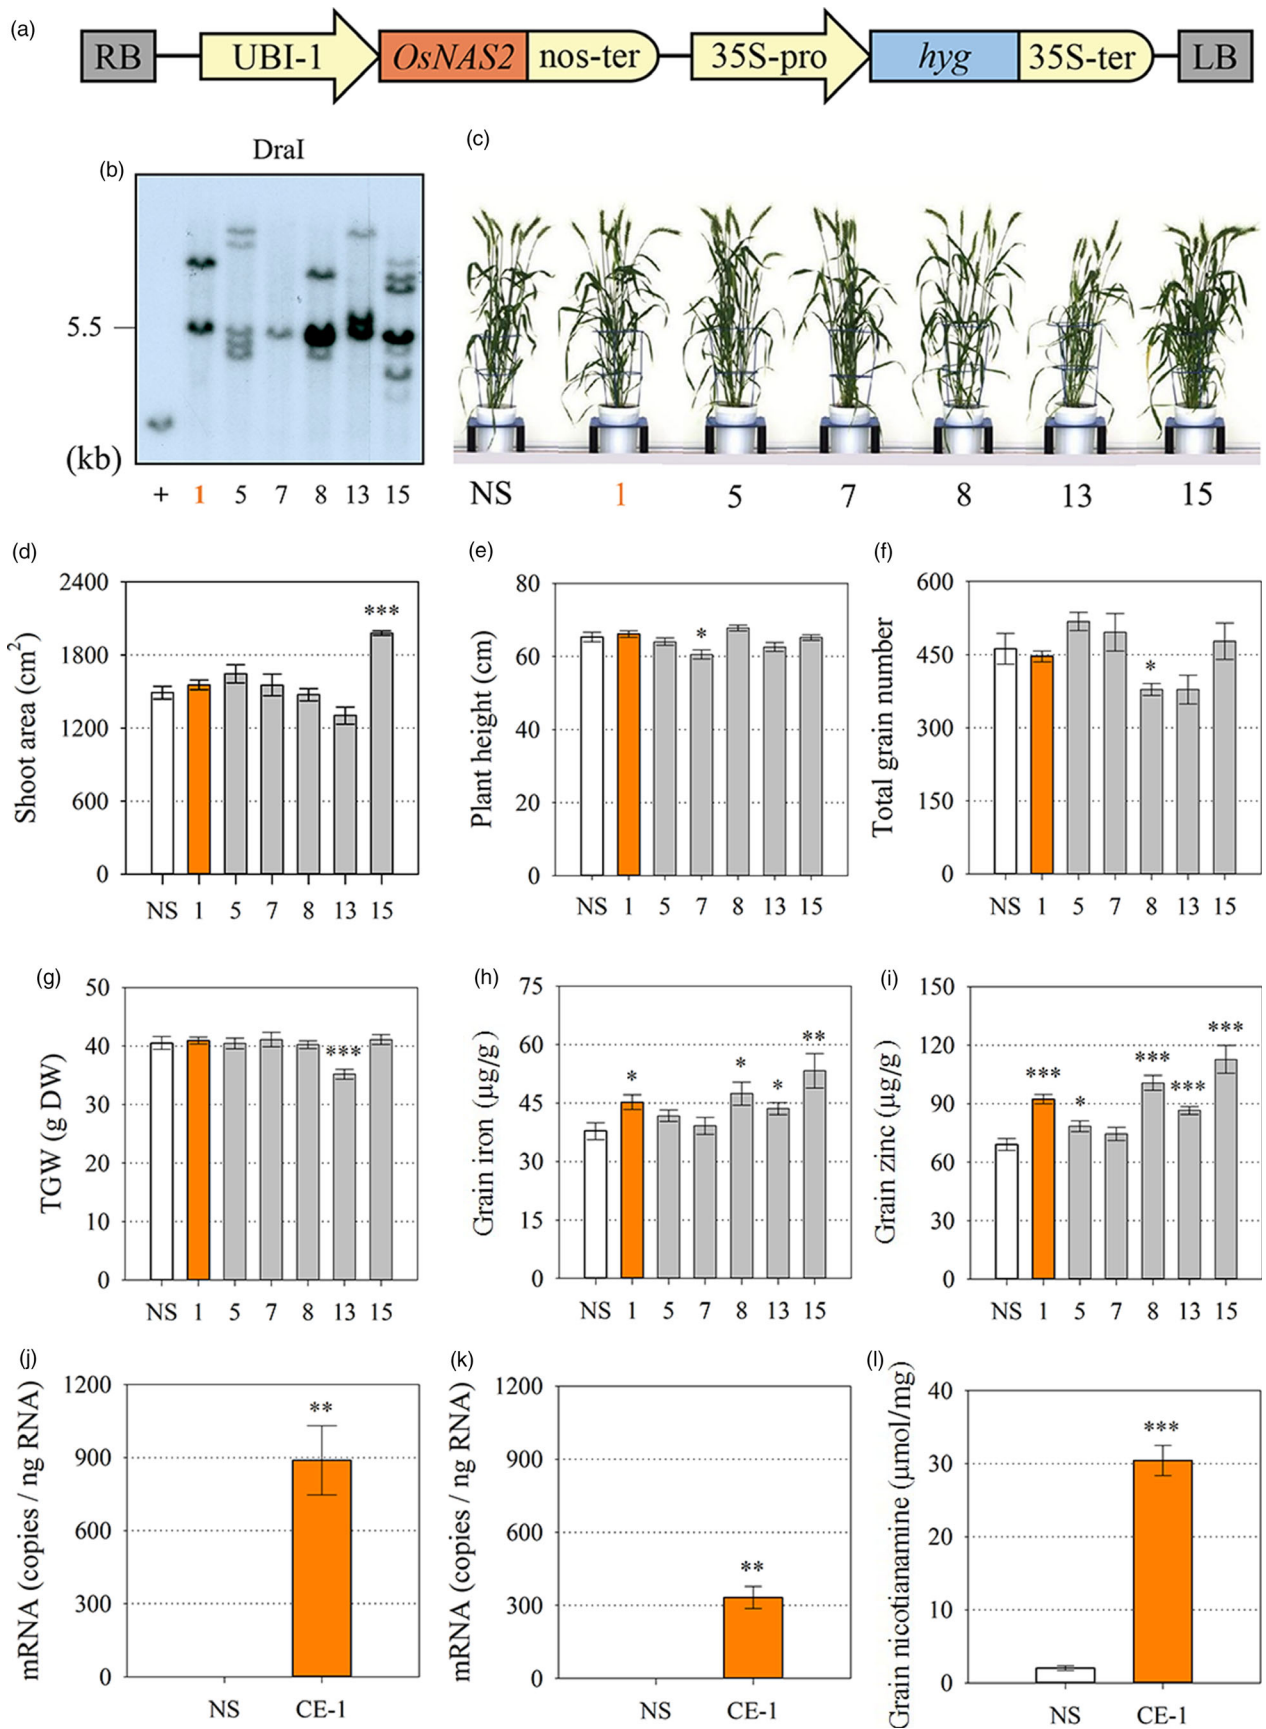 (a)
RB UBI-1 OsNAS2 nos-ter 35S-pro hyg 35S-ter LB
(b)
DraI
5.5
(kb)
+ 1 5 7 8 13 15
(c)
NS 1 5 7 8 13 15
(d)
Shoot area (cm²)
2400
1800
1200
600
0
***
NS 1 5 7 8 13 15
(e)
Plant height (cm)
80
60
40
20
0
*
NS 1 5 7 8 13 15
(f)
Total grain number
600
450
300
150
0
*
NS 1 5 7 8 13 15
(g)
TGW (g DW)
50
40
30
20
10
0
***
NS 1 5 7 8 13 15
(h)
Grain iron (µg/g)
75
60
45
30
15
0
* * * **
NS 1 5 7 8 13 15
(i)
Grain zinc (µg/g)
150
120
90
60
30
0
*** * *** *** ***
NS 1 5 7 8 13 15
(j)
mRNA (copies / ng RNA)
1200
900
600
300
0
**
NS CE-1
(k)
mRNA (copies / ng RNA)
1200
900
600
300
0
**
NS CE-1
(l)
Grain nicotianamine (µmol/mg)
40
30
20
10
0
***
NS CE-1